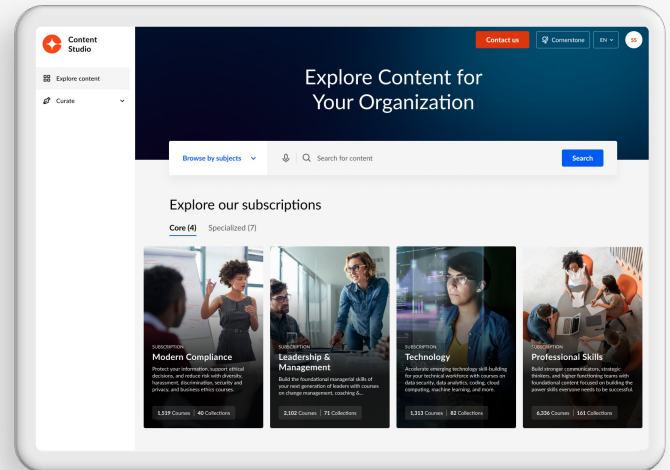 Content
Studio
Contact us
Cornerstone
EN
SS
Explore content
Curate
Explore Content for
Your Organization
Browse by subjects
Search for content
Search
Explore our subscriptions
Core (4)
Specialized (7)
SUBSCRIPTION
Modern Compliance
Protect your information, support ethical
decisions, and reduce risk with diversity,
harassment, discrimination, security and
privacy, and business ethics courses.
1,519 Courses | 40 Collections
SUBSCRIPTION
Leadership &
Management
Build the foundational managerial skills of
your next generation of leaders with courses
on change management, coaching &...
2,102 Courses | 71 Collections
SUBSCRIPTION
Technology
Accelerate emerging technology skill-building
for your technical workforce with courses on
data security, data analytics, coding, cloud
computing, machine learning, and more.
1,313 Courses | 82 Collections
SUBSCRIPTION
Professional Skills
Build stronger communicators, strategic
thinkers, and higher functioning teams with
foundational content focused on building the
power skills everyone needs to be successful.
6,336 Courses | 161 Collections